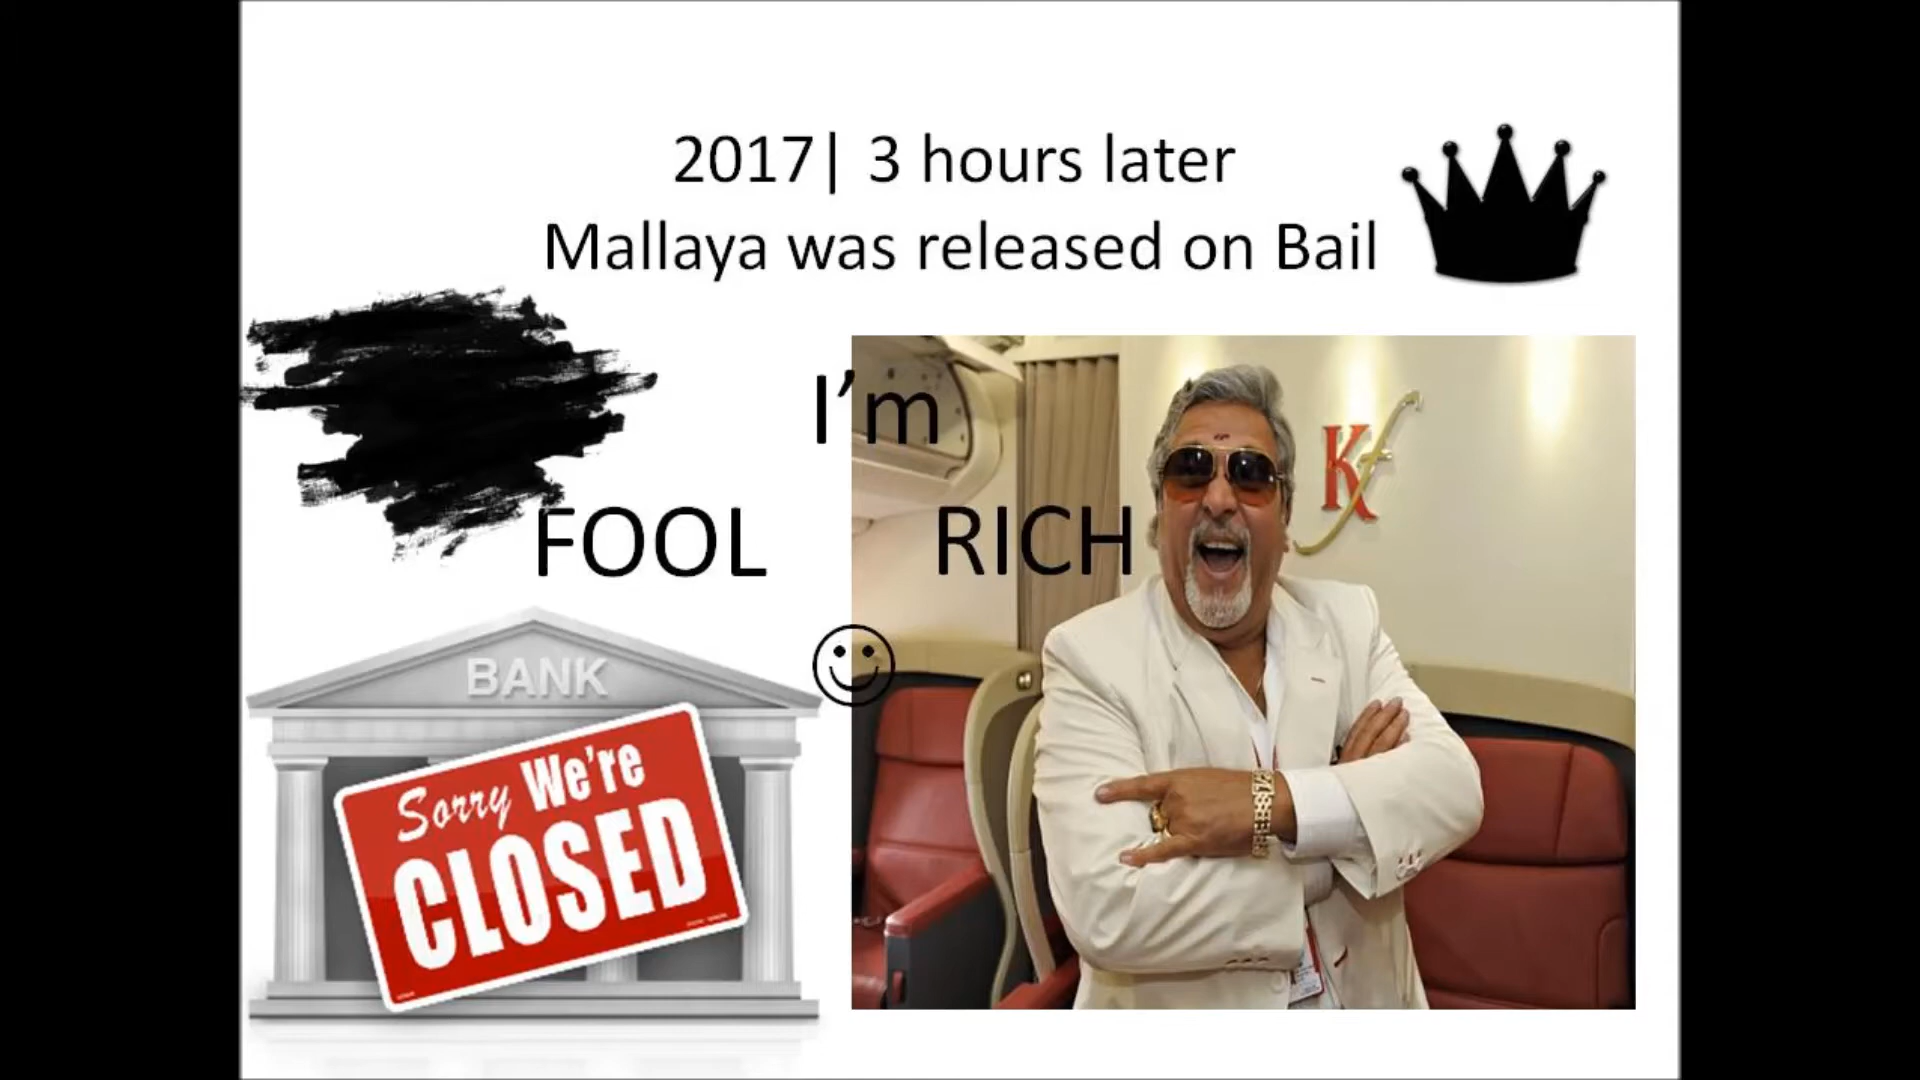 2017| 3 hours later
Mallaya was released on Bail
I'm
FOOL RICH
Kf
BANK
Sorry We're
CLOSED